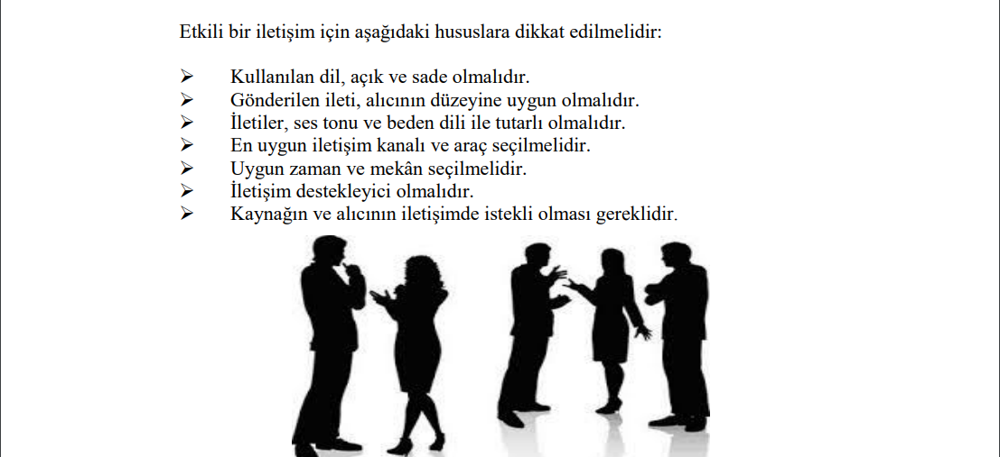 Etkili bir iletişim için aşağıdaki hususlara dikkat edilmelidir:
➢ Kullanılan dil, açık ve sade olmalıdır.
➢ Gönderilen ileti, alıcının düzeyine uygun olmalıdır.
➢ İletiler, ses tonu ve beden dili ile tutarlı olmalıdır.
➢ En uygun iletişim kanalı ve araç seçilmelidir.
➢ Uygun zaman ve mekân seçilmelidir.
➢ İletişim destekleyici olmalıdır.
➢ Kaynağın ve alıcının iletişimde istekli olması gereklidir.